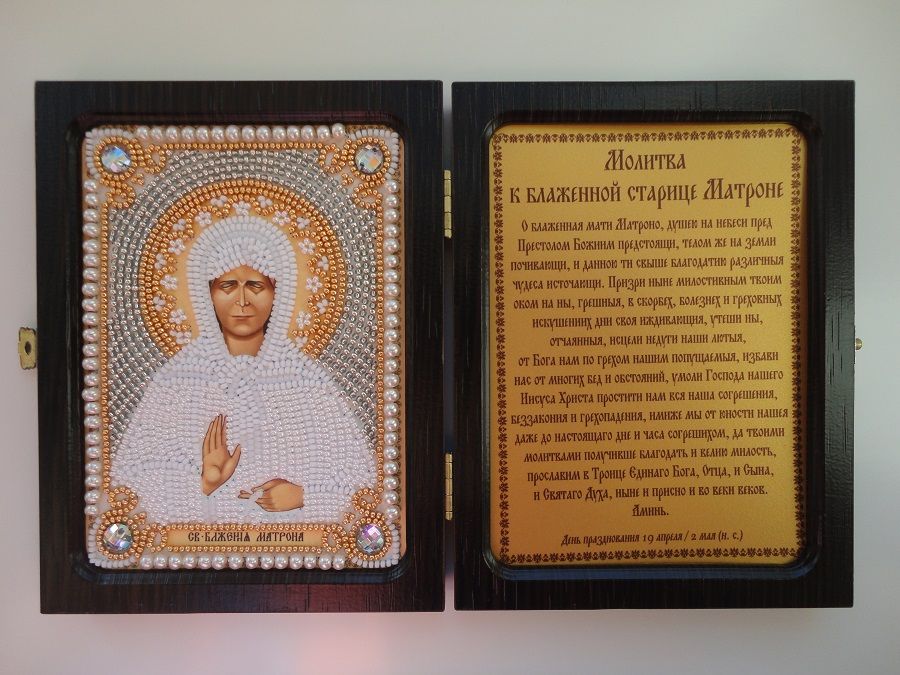 СВ·БЛЖЕНІЯ МАТРОНА
Молитва
к блаженной старице Матроне
О блаженная мати Матроно, душею на небеси пред
Престолом Божиим предстоящи, телом же на земли
почивающи, и данною ти свыше благодатию различныя
чудеса источающи. Призри ныне милостивным твоим
оком на ны, грешныя, в скорбех, болезнех и греховных
искушениих дни своя иждивающия, утеши ны,
отчаянныя, исцели недуги наши лютыя,
от Бога нам по грехом нашим попущаемыя, избави
нас от многих бед и обстояний, умоли Господа нашего
Иисуса Христа простити нам вся наша согрешения,
беззакония и грехопадения, имиже мы от юности нашея
даже до настоящаго дне и часа согрешихом, да твоими
молитвами получивше благодать и велию милость,
прославим в Троице Единаго Бога, Отца, и Сына,
и Святаго Духа, ныне и присно и во веки веков.
Аминь.
День празднования 19 апреля / 2 мая (н. с.)